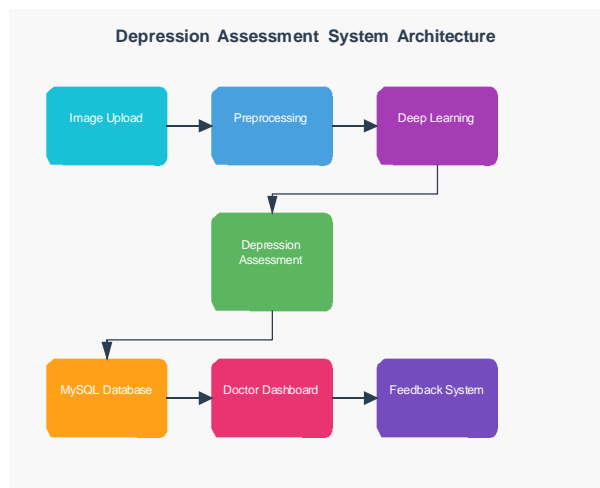 Depression Assessment System Architecture
Image Upload
Preprocessing
Deep Learning
Depression
Assessment
MySQL Database
Doctor Dashboard
Feedback System